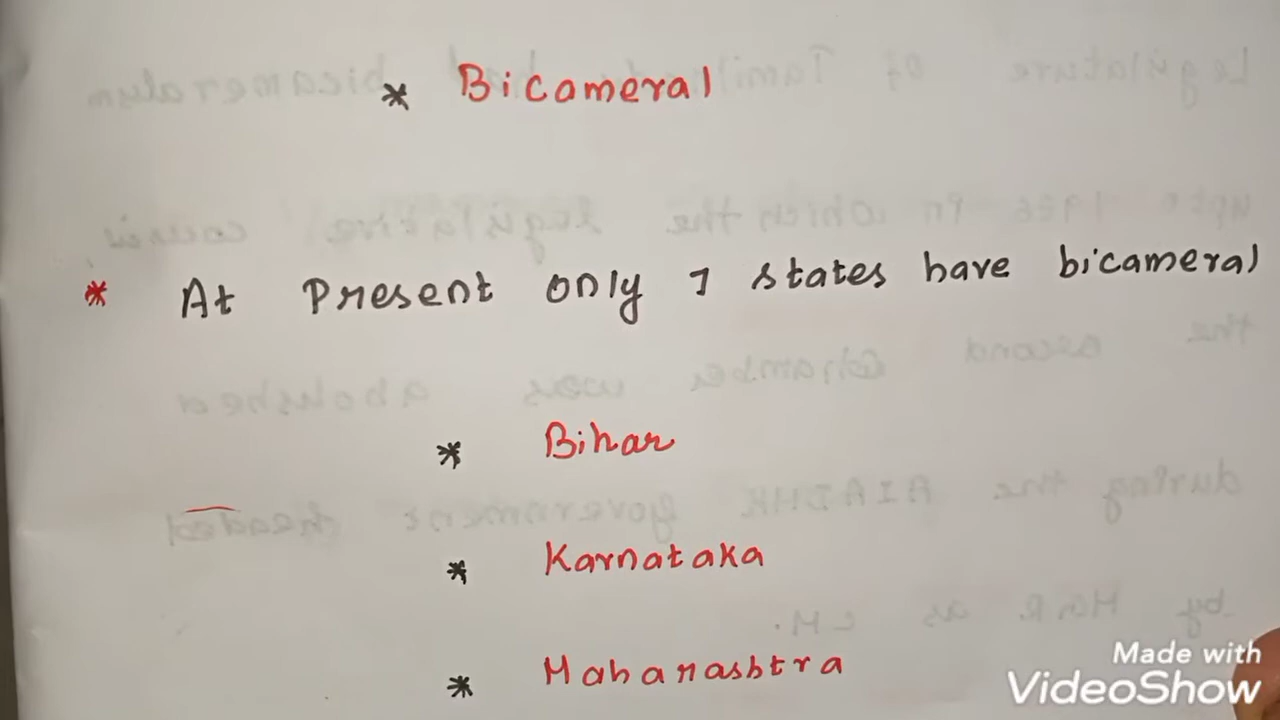 * Bicameral
* At Present only 7 states have bicameral
* Bihar
* Karnataka
* Maharashtra
Made with
VideoShow